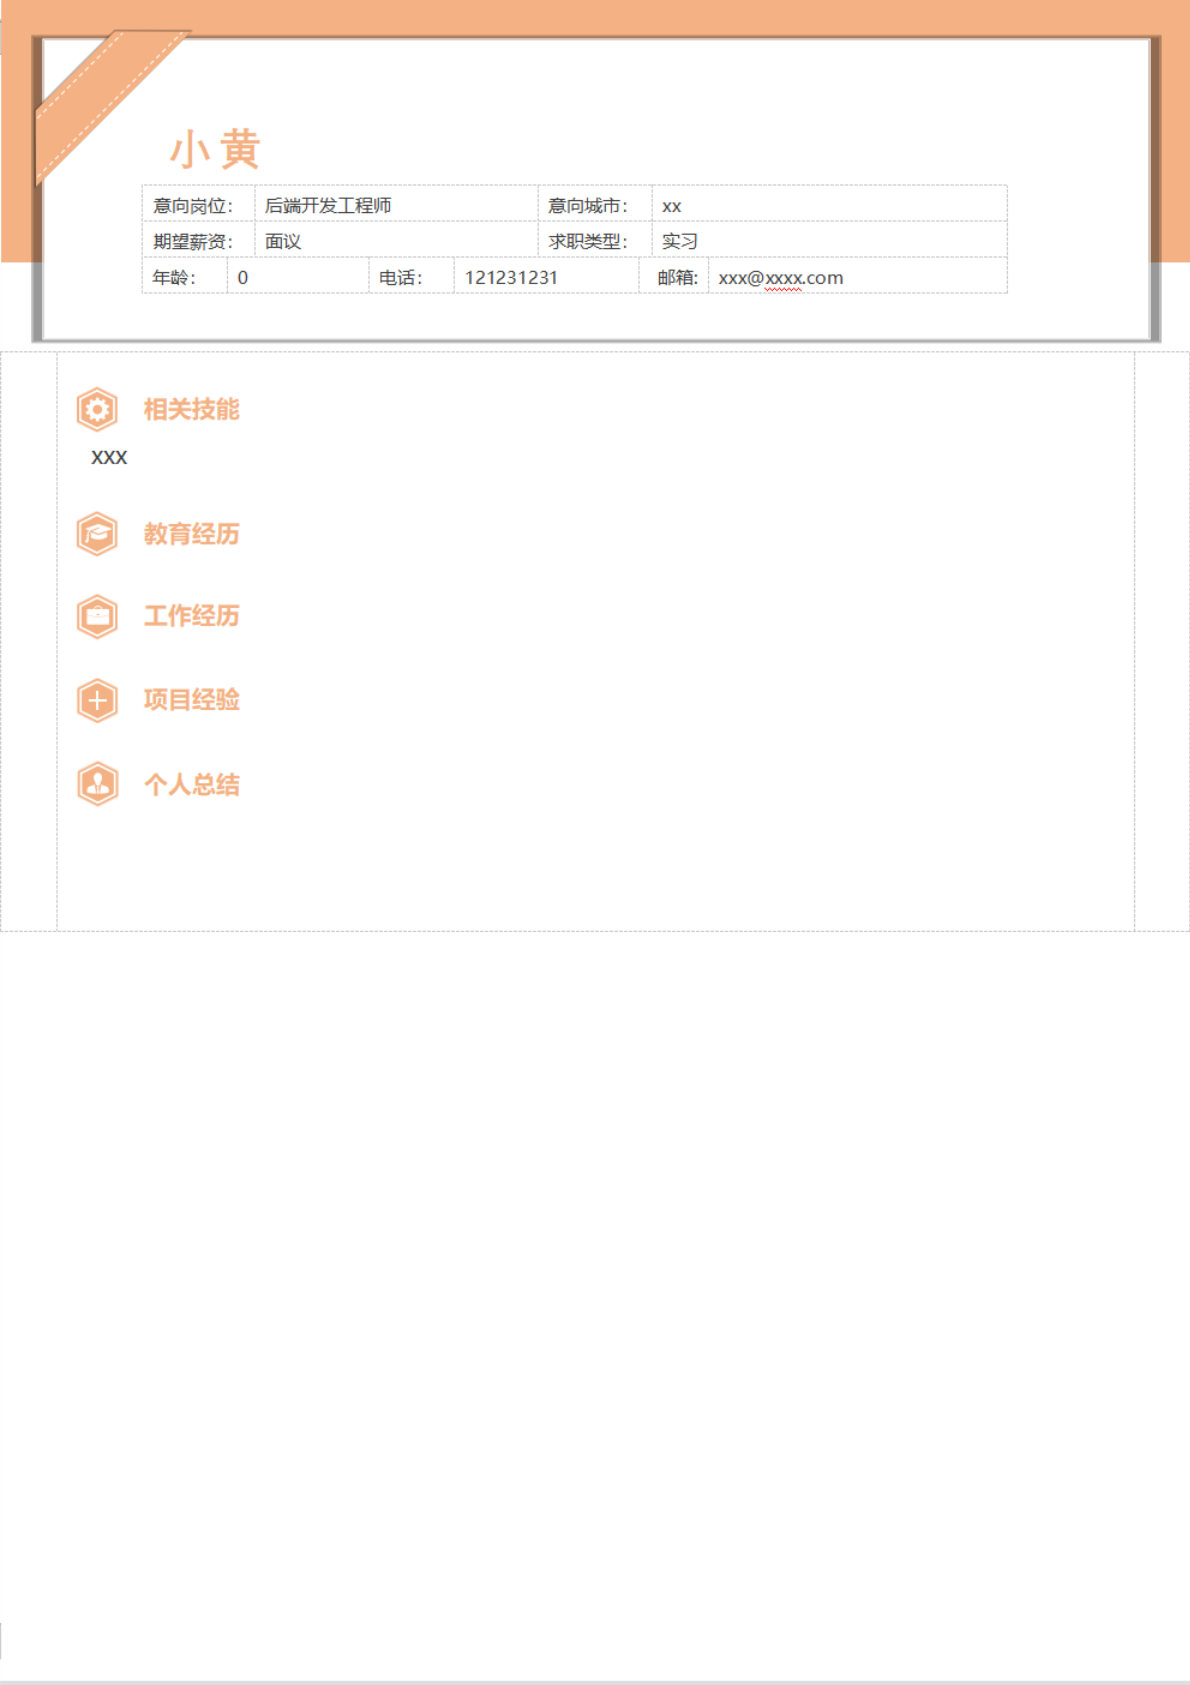 小黄
意向岗位： 后端开发工程师 意向城市： xx
期望薪资： 面议 求职类型： 实习
年龄： 0 电话： 121231231 邮箱: xxx@xxxx.com
相关技能
XXX
教育经历
工作经历
项目经验
个人总结